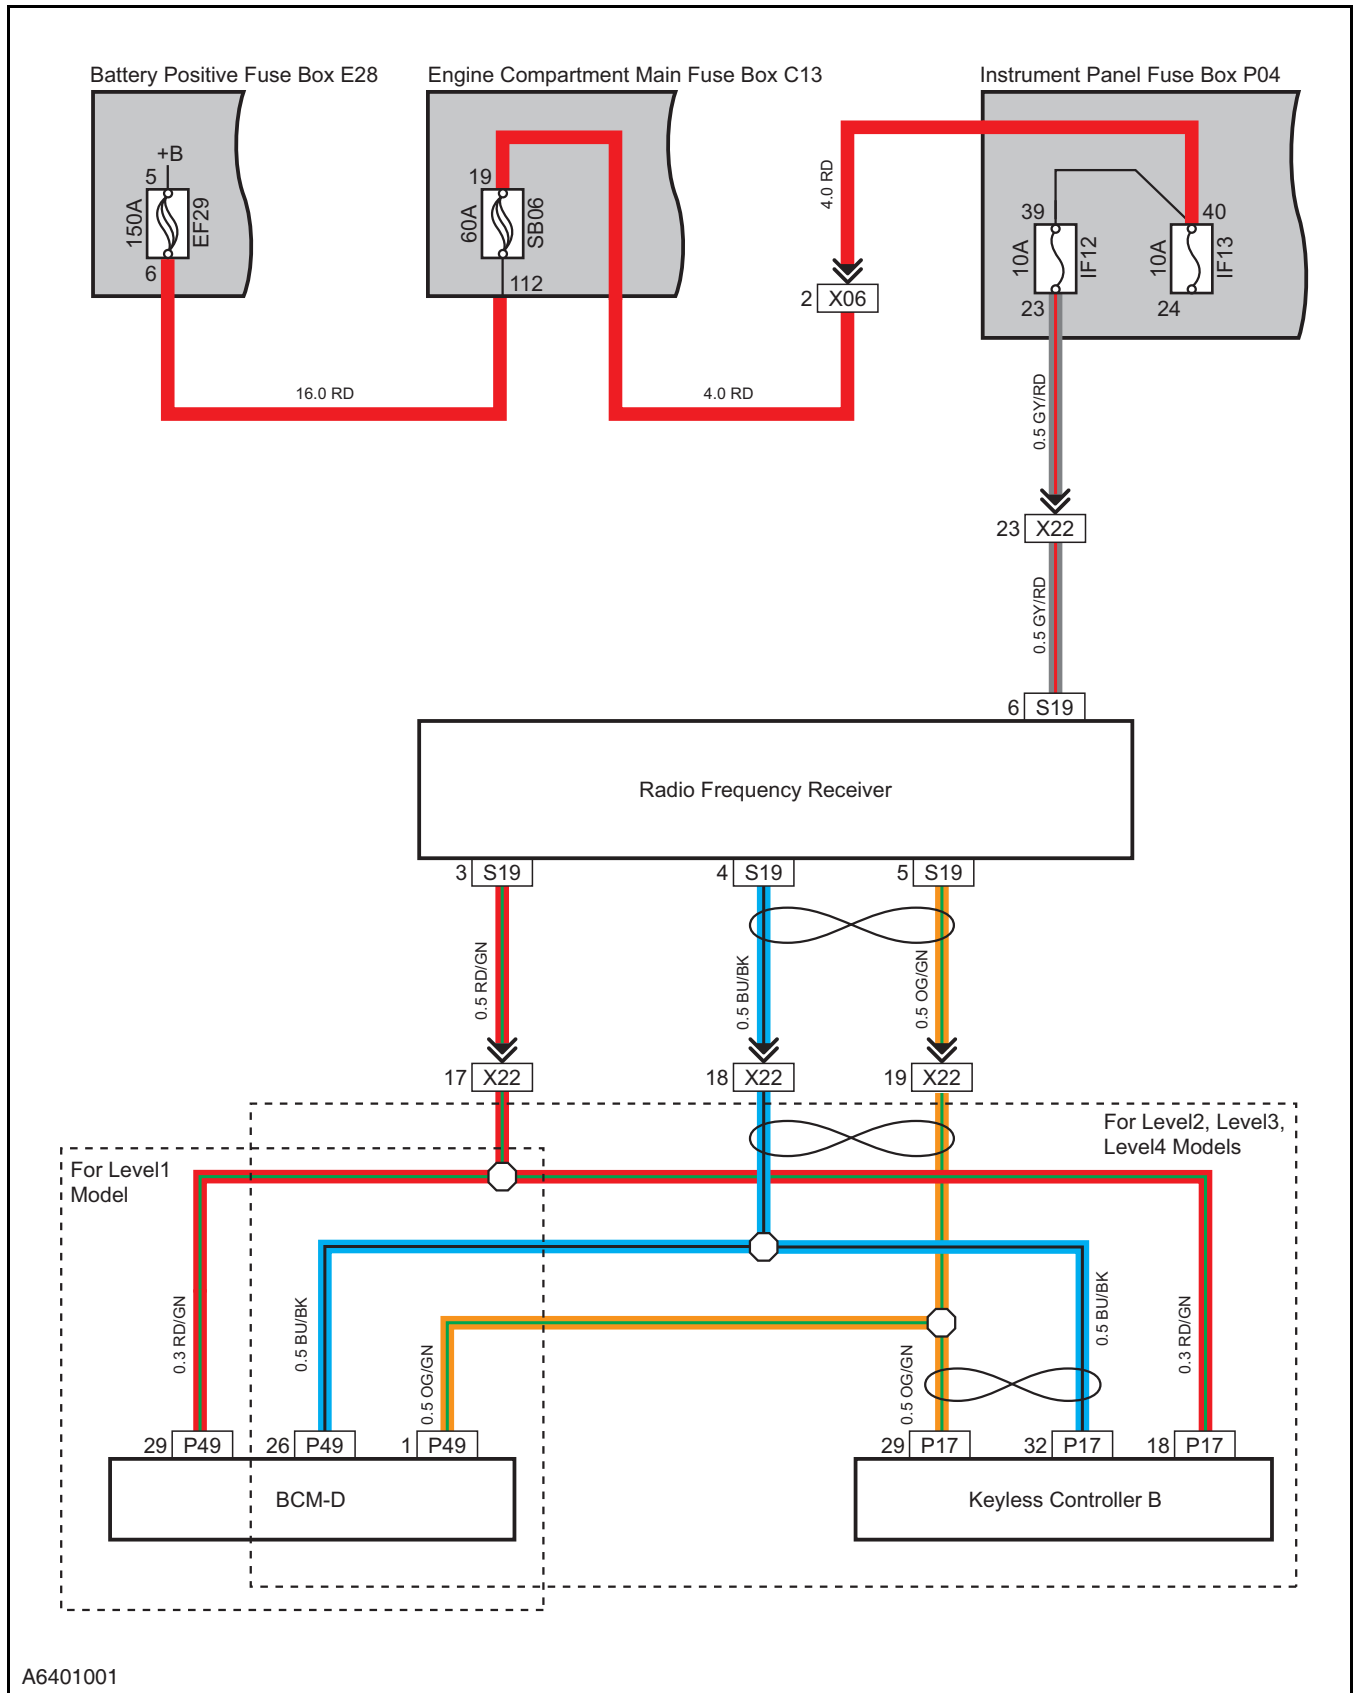 Battery Positive Fuse Box E28
Engine Compartment Main Fuse Box C13
Instrument Panel Fuse Box P04
+B
5
150A
EF29
6
19
60A
SB06
112
4.0 RD
39
10A
IF12
23
40
10A
IF13
24
2 X06
16.0 RD
4.0 RD
0.5 GY/RD
23 X22
0.5 GY/RD
6 S19
Radio Frequency Receiver
3 S19
4 S19
5 S19
0.5 RD/GN
0.5 BU/BK
0.5 OG/GN
17 X22
18 X22
19 X22
For Level2, Level3,
Level4 Models
For Level1
Model
0.3 RD/GN
0.5 BU/BK
0.5 OG/GN
0.5 OG/GN
0.5 BU/BK
0.3 RD/GN
29 P49
26 P49
1 P49
29 P17
32 P17
18 P17
BCM-D
Keyless Controller B
A6401001